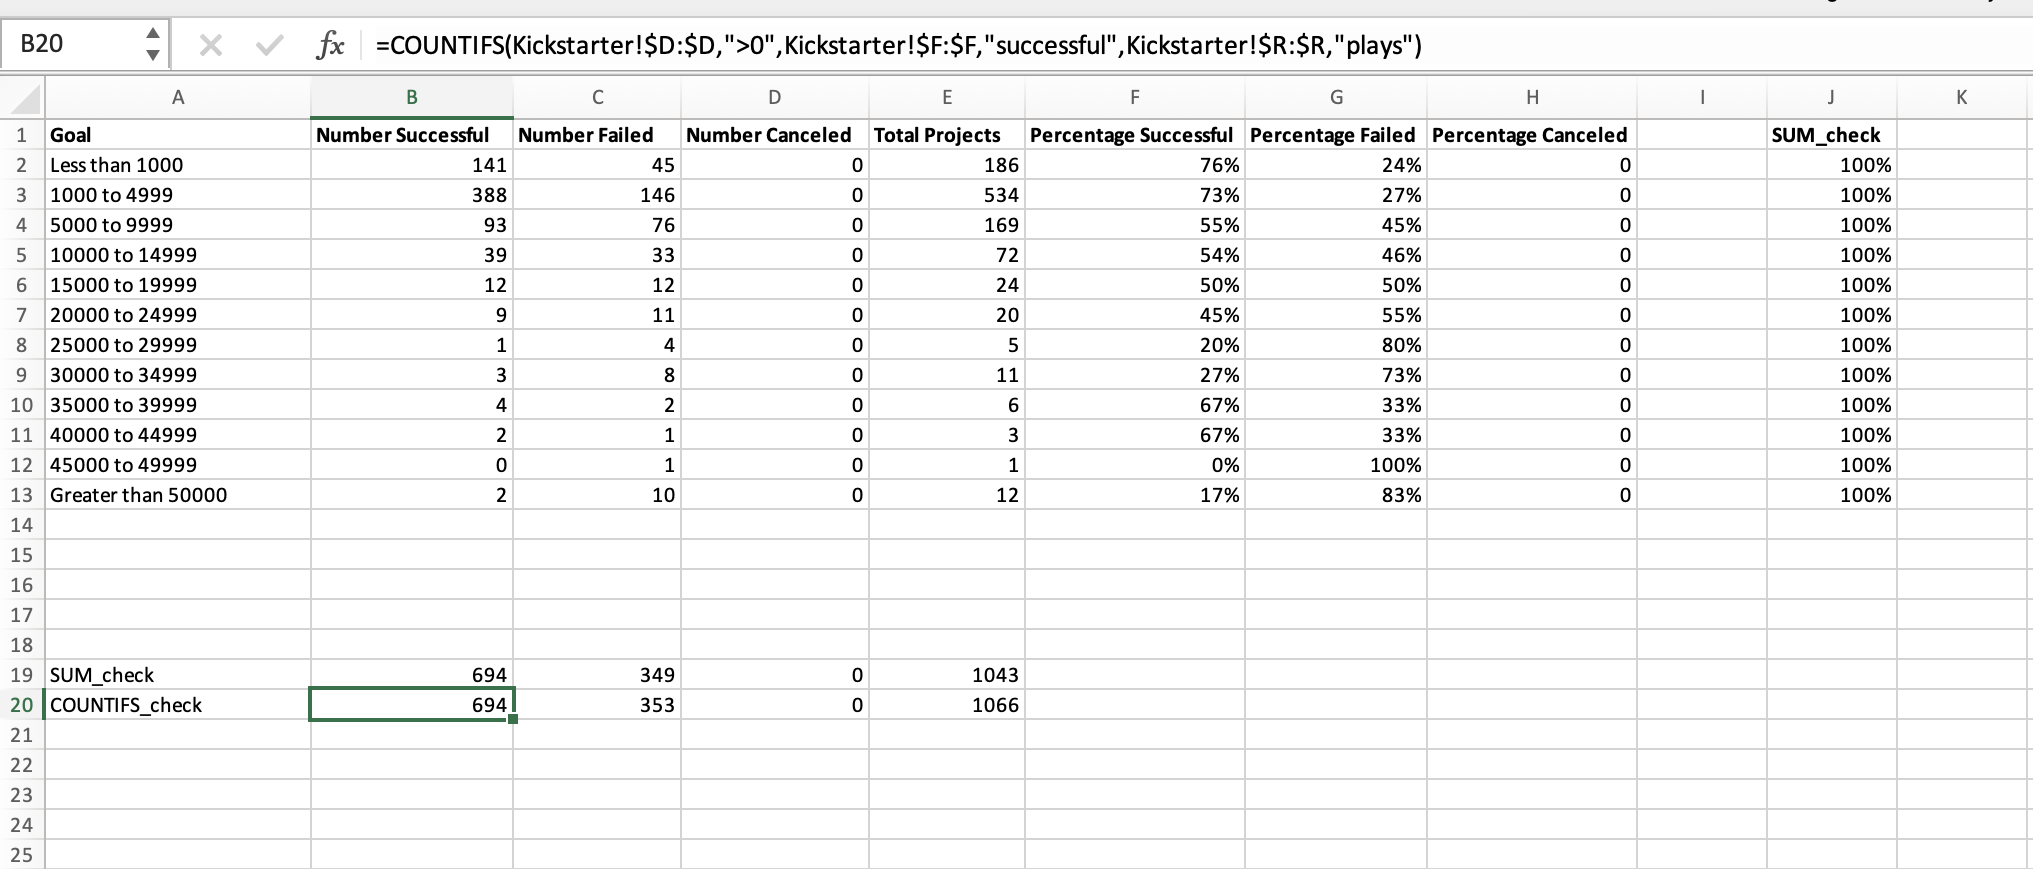 B20 fx =COUNTIFS(Kickstarter!$D:$D,">0",Kickstarter!$F:$F,"successful",Kickstarter!$R:$R,"plays")
A B C D E F G H I J K
1 Goal Number Successful Number Failed Number Canceled Total Projects Percentage Successful Percentage Failed Percentage Canceled SUM_check
2 Less than 1000 141 45 0 186 76% 24% 0 100%
3 1000 to 4999 388 146 0 534 73% 27% 0 100%
4 5000 to 9999 93 76 0 169 55% 45% 0 100%
5 10000 to 14999 39 33 0 72 54% 46% 0 100%
6 15000 to 19999 12 12 0 24 50% 50% 0 100%
7 20000 to 24999 9 11 0 20 45% 55% 0 100%
8 25000 to 29999 1 4 0 5 20% 80% 0 100%
9 30000 to 34999 3 8 0 11 27% 73% 0 100%
10 35000 to 39999 4 2 0 6 67% 33% 0 100%
11 40000 to 44999 2 1 0 3 67% 33% 0 100%
12 45000 to 49999 0 1 0 1 0% 100% 0 100%
13 Greater than 50000 2 10 0 12 17% 83% 0 100%
14
15
16
17
18
19 SUM_check 694 349 0 1043
20 COUNTIFS_check 694 353 0 1066
21
22
23
24
25